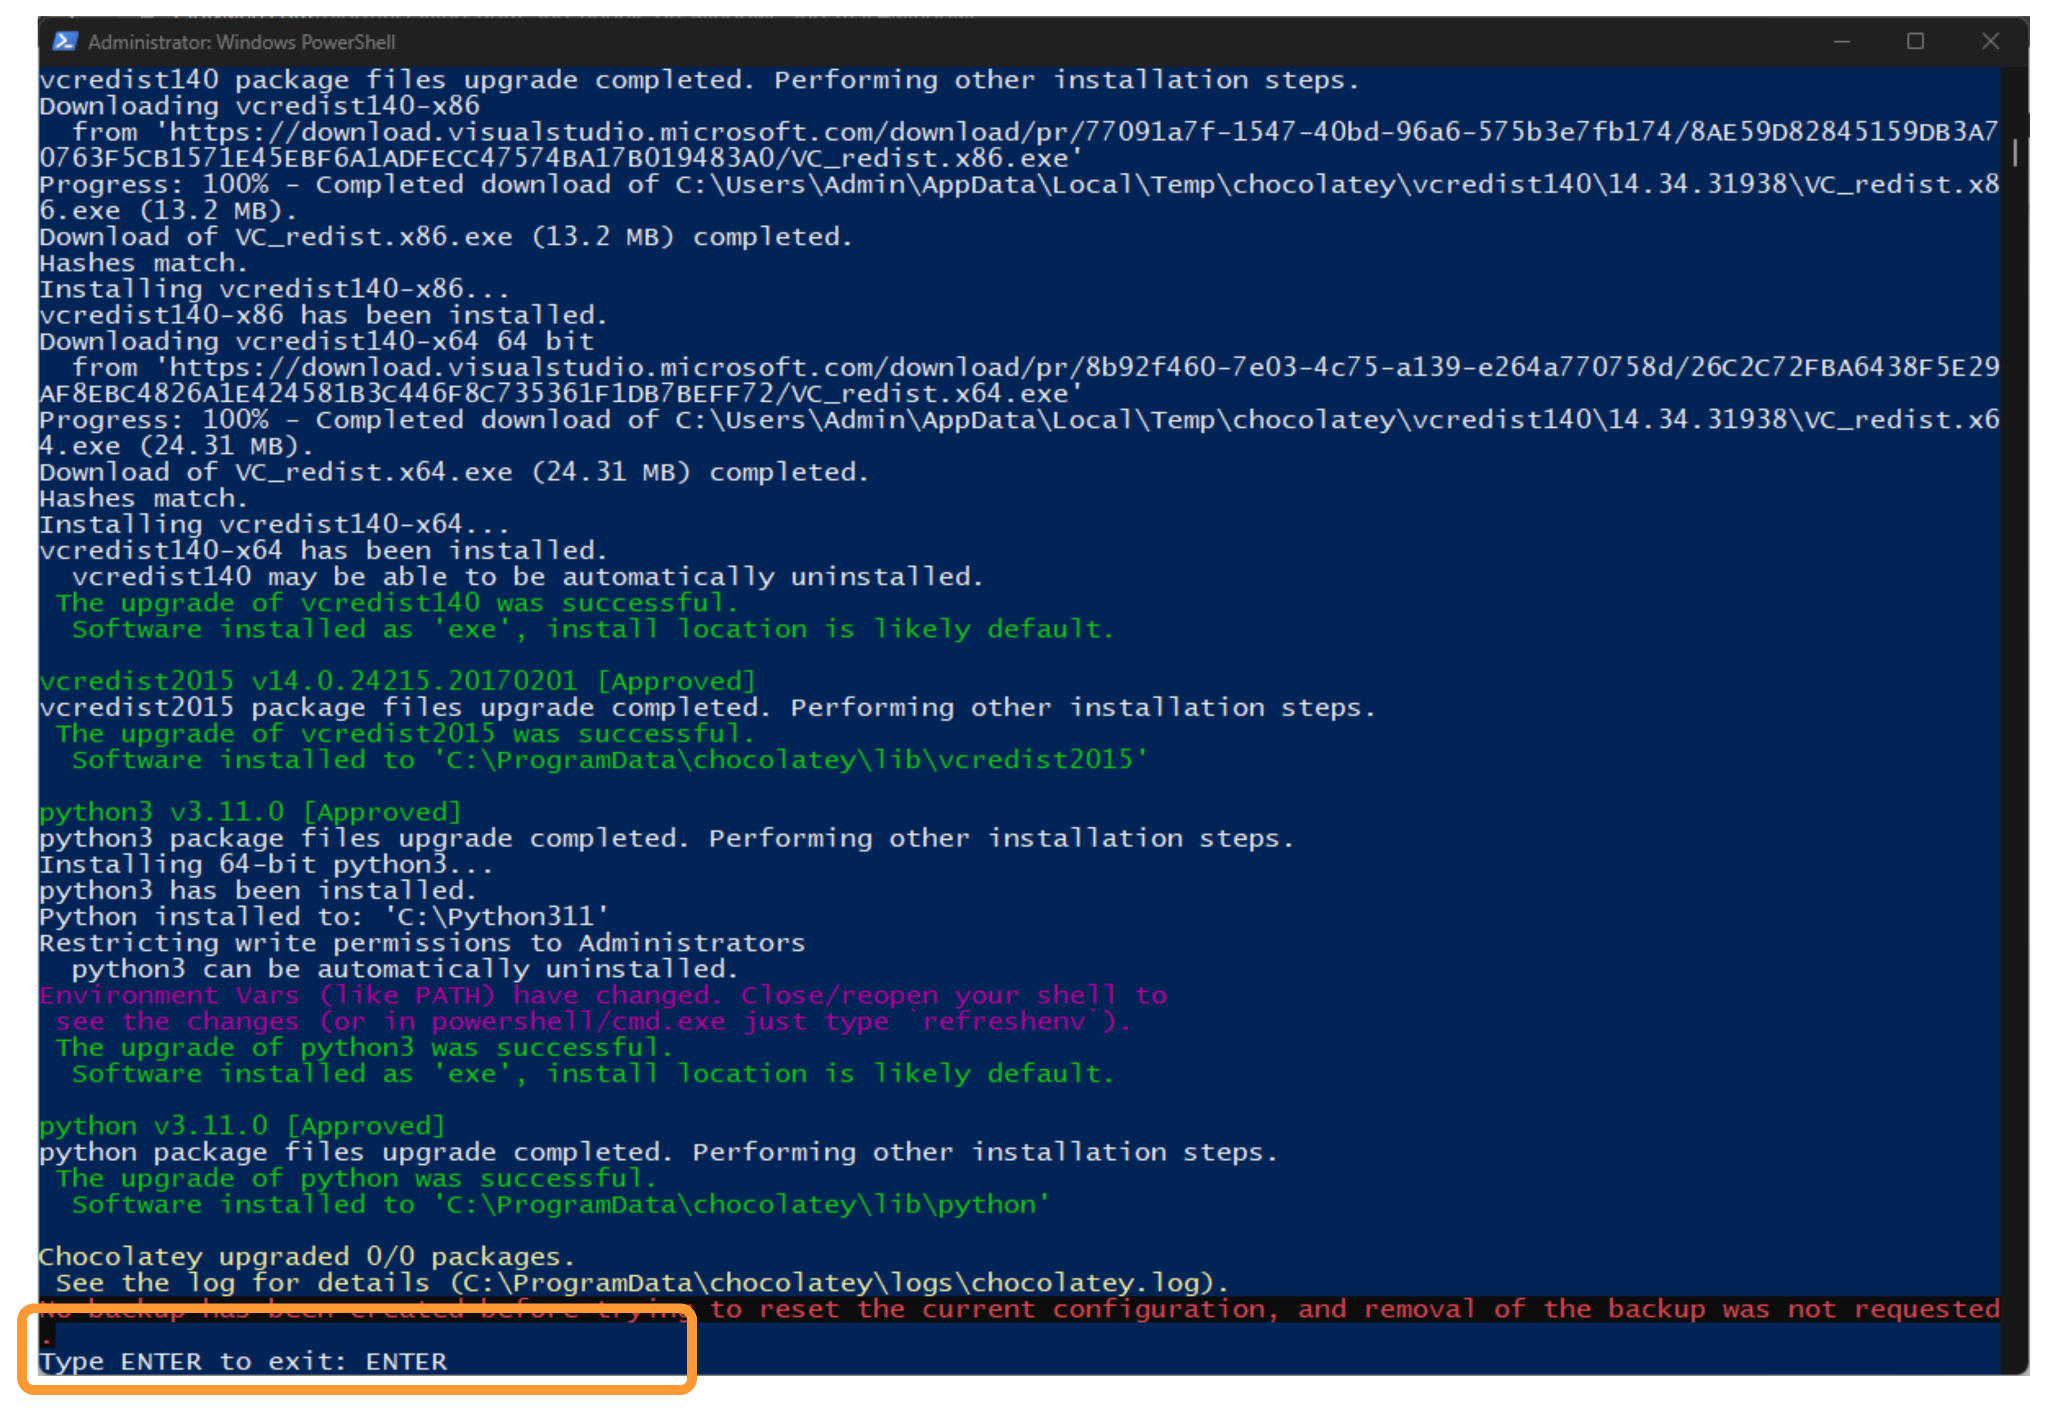 Administrator: Windows PowerShell
vcredist140 package files upgrade completed. Performing other installation steps.
Downloading vcredist140-x86
  from 'https://download.visualstudio.microsoft.com/download/pr/77091a7f-1547-40bd-96a6-575b3e7fb174/8AE59D82845159DB3A7
0763F5CB1571E45EBF6A1ADFECC47574BA17B019483A0/VC_redist.x86.exe'
Progress: 100% - Completed download of C:\Users\Admin\AppData\Local\Temp\chocolatey\vcredist140\14.34.31938\VC_redist.x8
6.exe (13.2 MB).
Download of VC_redist.x86.exe (13.2 MB) completed.
Hashes match.
Installing vcredist140-x86...
vcredist140-x86 has been installed.
Downloading vcredist140-x64 64 bit
  from 'https://download.visualstudio.microsoft.com/download/pr/8b92f460-7e03-4c75-a139-e264a770758d/26C2C72FBA6438F5E29
AF8EBC4826A1E424581B3C446F8C735361F1DB7BEFF72/VC_redist.x64.exe'
Progress: 100% - Completed download of C:\Users\Admin\AppData\Local\Temp\chocolatey\vcredist140\14.34.31938\VC_redist.x6
4.exe (24.31 MB).
Download of VC_redist.x64.exe (24.31 MB) completed.
Hashes match.
Installing vcredist140-x64...
vcredist140-x64 has been installed.
  vcredist140 may be able to be automatically uninstalled.
 The upgrade of vcredist140 was successful.
  Software installed as 'exe', install location is likely default.
vcredist2015 v14.0.24215.20170201 [Approved]
vcredist2015 package files upgrade completed. Performing other installation steps.
 The upgrade of vcredist2015 was successful.
  Software installed to 'C:\ProgramData\chocolatey\lib\vcredist2015'
python3 v3.11.0 [Approved]
python3 package files upgrade completed. Performing other installation steps.
Installing 64-bit python3...
python3 has been installed.
Python installed to: 'C:\Python311'
Restricting write permissions to Administrators
  python3 can be automatically uninstalled.
Environment Vars (like PATH) have changed. Close/reopen your shell to
 see the changes (or in powershell/cmd.exe just type `refreshenv`).
 The upgrade of python3 was successful.
  Software installed as 'exe', install location is likely default.
python v3.11.0 [Approved]
python package files upgrade completed. Performing other installation steps.
 The upgrade of python was successful.
  Software installed to 'C:\ProgramData\chocolatey\lib\python'
Chocolatey upgraded 0/0 packages.
 See the log for details (C:\ProgramData\chocolatey\logs\chocolatey.log).
No backup has been created before trying to reset the current configuration, and removal of the backup was not requested
.
Type ENTER to exit: ENTER